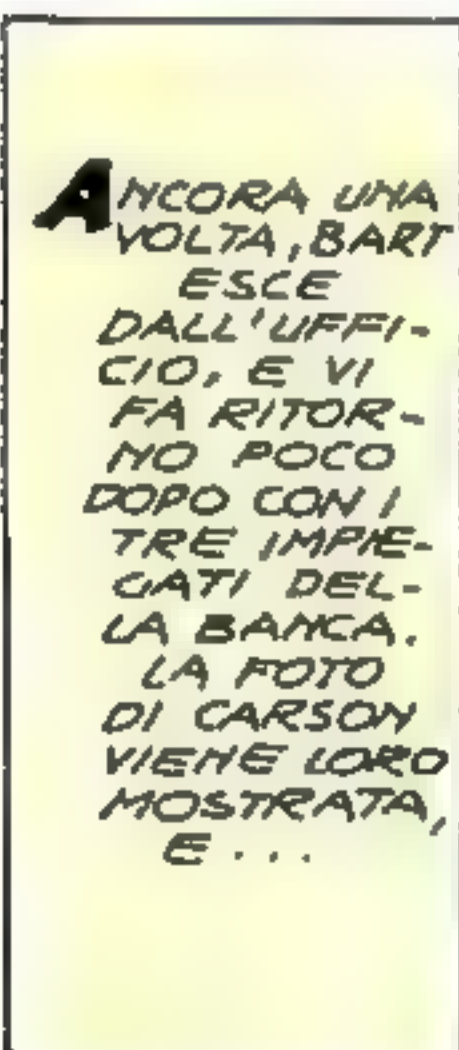 ANCORA UNA
VOLTA, BART
ESCE
DALL'UFFI-
CIO, E VI
FA RITOR-
NO POCO
DOPO CON I
TRE IMPIE-
GATI DEL-
LA BANCA.
LA FOTO
DI CARSON
VIENE LORO
MOSTRATA,
E...